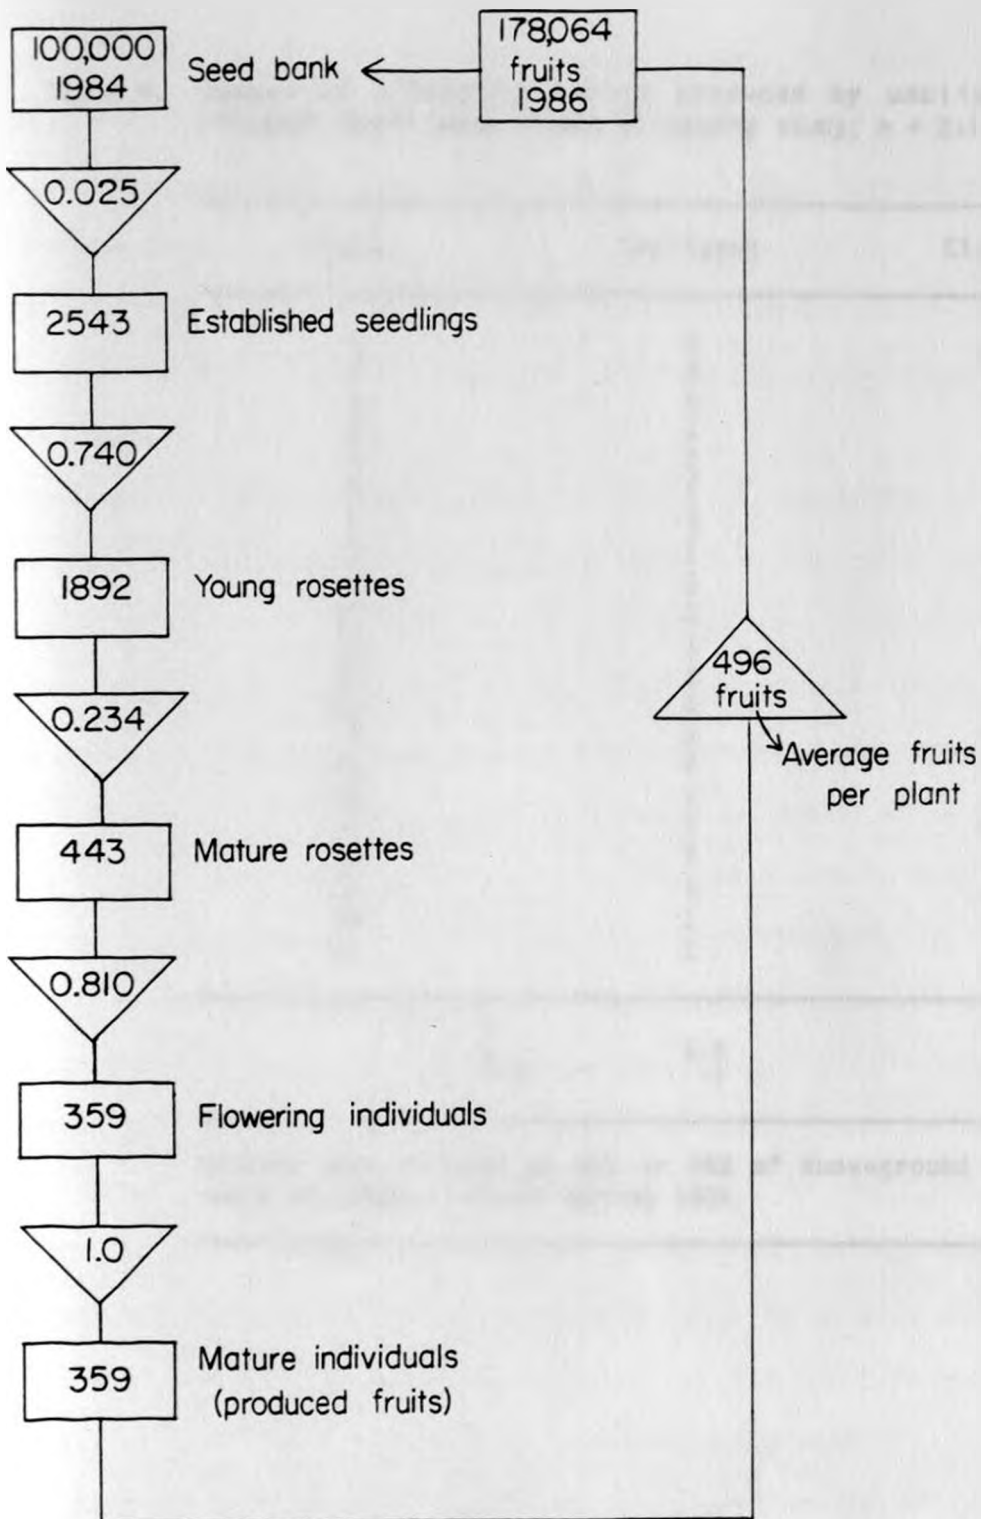 100,000
1984
Seed bank
178,064
fruits
1986
0.025
2543
Established seedlings
0.740
1892
Young rosettes
0.234
496
fruits
Average fruits
per plant
443
Mature rosettes
0.810
359
Flowering individuals
1.0
359
Mature individuals
(produced fruits)